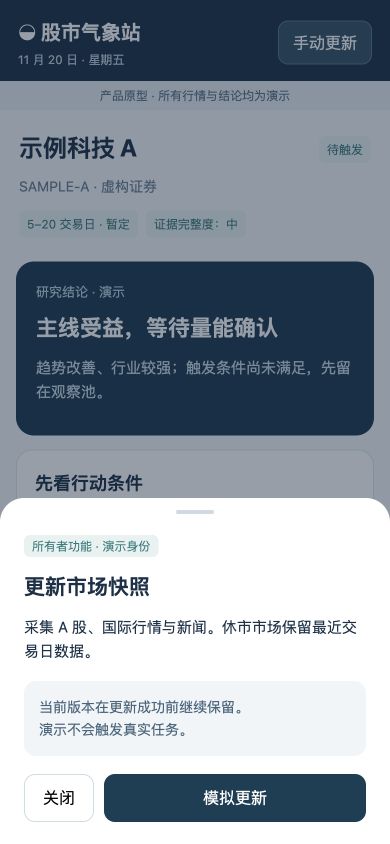 股市气象站
11 月 20 日 · 星期五
手动更新
产品原型 · 所有行情与结论均为演示
示例科技 A
待触发
SAMPLE-A · 虚构证券
5–20 交易日 · 暂定
证据完整度：中
研究结论 · 演示
主线受益，等待量能确认
趋势改善、行业较强；触发条件尚未满足，先留
在观察池。
先看行动条件
所有者功能 · 演示身份
更新市场快照
采集 A 股、国际行情与新闻。休市市场保留最近交
易日数据。
当前版本在更新成功前继续保留。
演示不会触发真实任务。
关闭
模拟更新